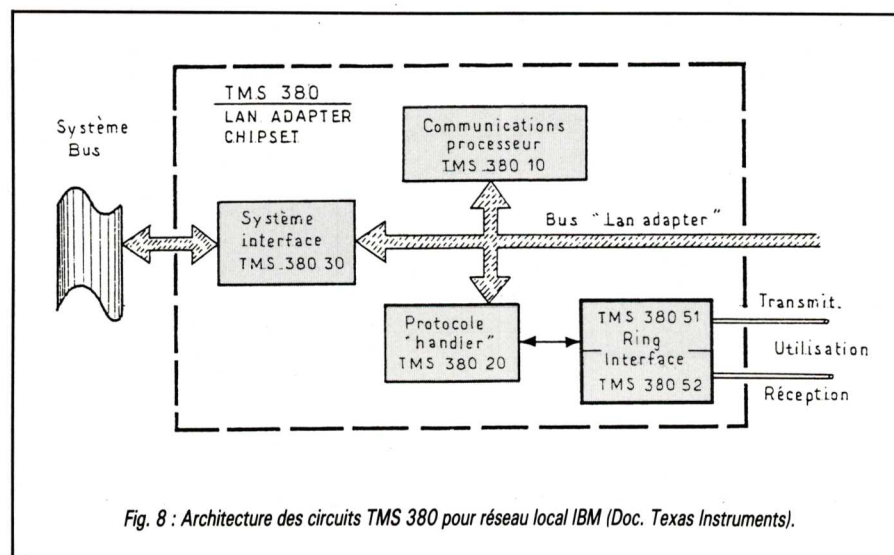 TMS 380
LAN ADAPTER
CHIPSET
Système
Bus
Communications
processeur
TMS 380 10
Système
interface
TMS 380 30
Bus "Lan adapter"
Protocole
"handier"
TMS 380 20
TMS 380 51
Ring
Interface
TMS 380 52
Transmit.
Utilisation
Réception
Fig. 8 : Architecture des circuits TMS 380 pour réseau local IBM (Doc. Texas Instruments).